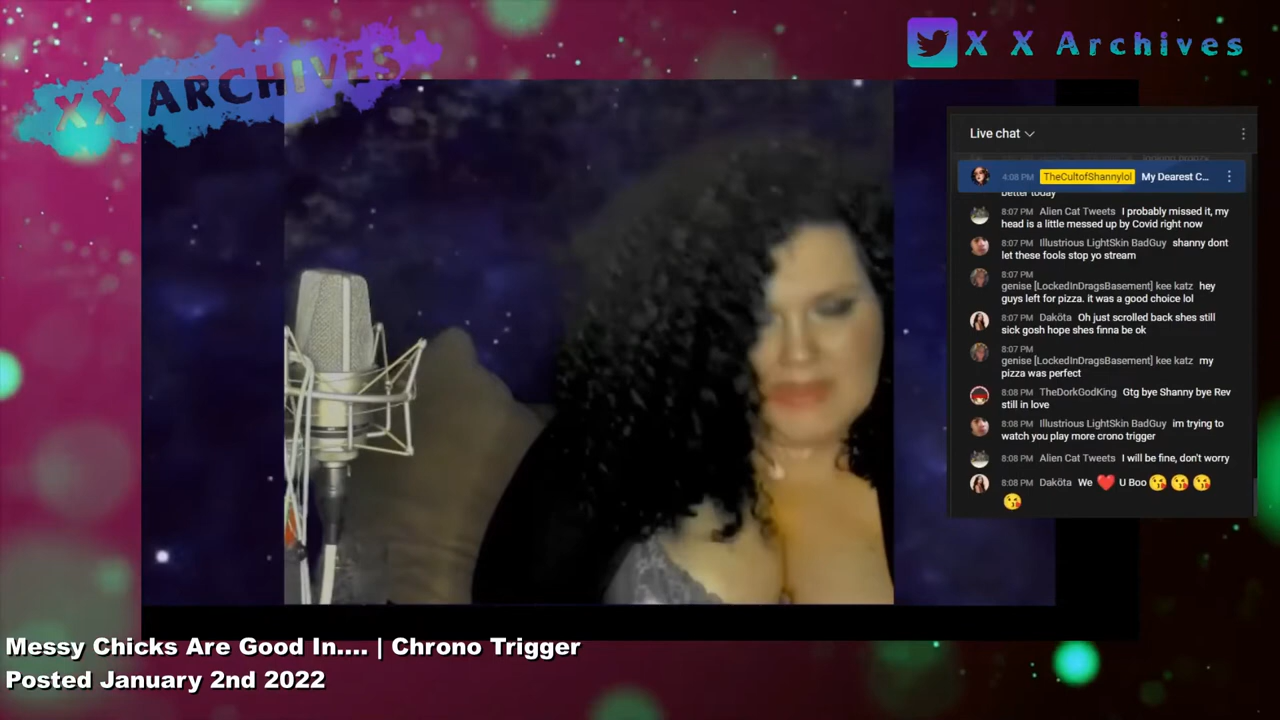 XX ARCHIVES
X X Archives
Live chat
4:08 PM TheCultofShannylol My Dearest C...
better today
8:07 PM Alien Cat Tweets I probably missed it, my
head is a little messed up by Covid right now
8:07 PM Illustrious LightSkin BadGuy shanny dont
let these fools stop yo stream
8:07 PM
genise [LockedInDragsBasement] kee katz hey
guys left for pizza. it was a good choice lol
8:07 PM Daköta Oh just scrolled back shes still
sick gosh hope shes finna be ok
8:07 PM
genise [LockedInDragsBasement] kee katz my
pizza was perfect
8:08 PM TheDorkGodKing Gtg bye Shanny bye Rev
still in love
8:08 PM Illustrious LightSkin BadGuy im trying to
watch you play more crono trigger
8:08 PM Alien Cat Tweets I will be fine, don't worry
8:08 PM Daköta We ❤️ U Boo 😘 😘 😘
😘
Messy Chicks Are Good In.... | Chrono Trigger
Posted January 2nd 2022